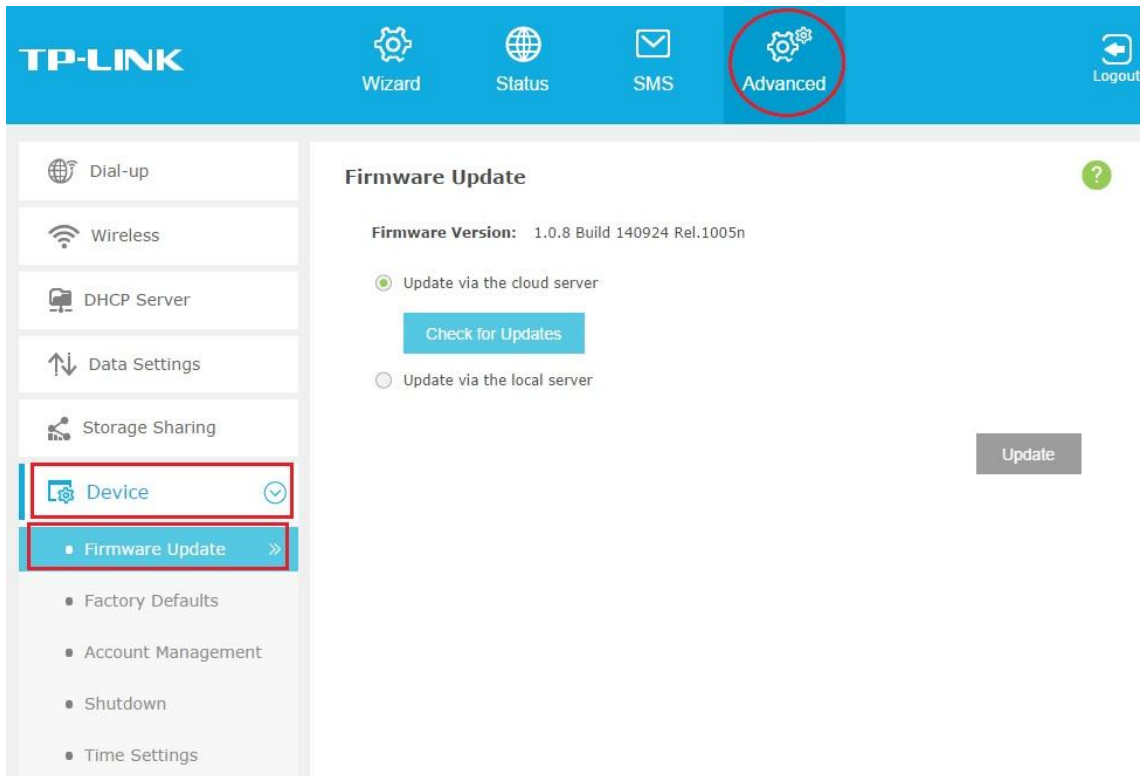 TP-LINK
Wizard
Status
SMS
Advanced
Logout
Dial-up
Wireless
DHCP Server
Data Settings
Storage Sharing
Device
Firmware Update
Factory Defaults
Account Management
Shutdown
Time Settings
Firmware Update
?
Firmware Version: 1.0.8 Build 140924 Rel.1005n
Update via the cloud server
Check for Updates
Update via the local server
Update